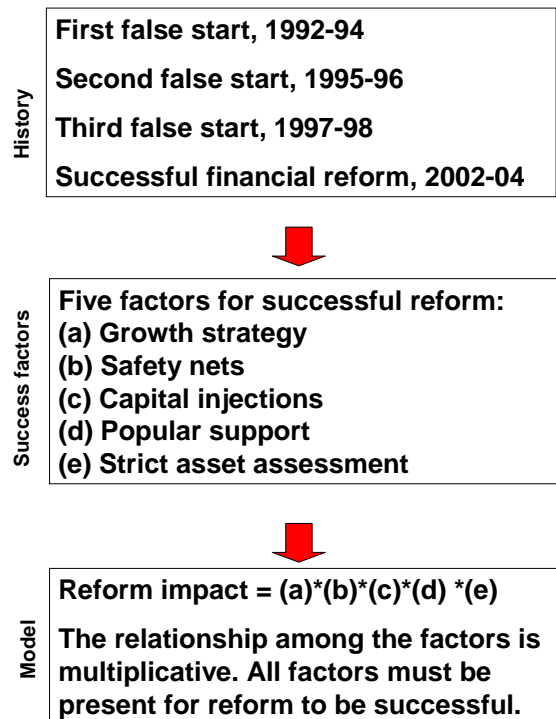 History
First false start, 1992-94
Second false start, 1995-96
Third false start, 1997-98
Successful financial reform, 2002-04
Success factors
Five factors for successful reform:
(a) Growth strategy
(b) Safety nets
(c) Capital injections
(d) Popular support
(e) Strict asset assessment
Model
Reform impact = (a)*(b)*(c)*(d) *(e)
The relationship among the factors is
multiplicative. All factors must be
present for reform to be successful.